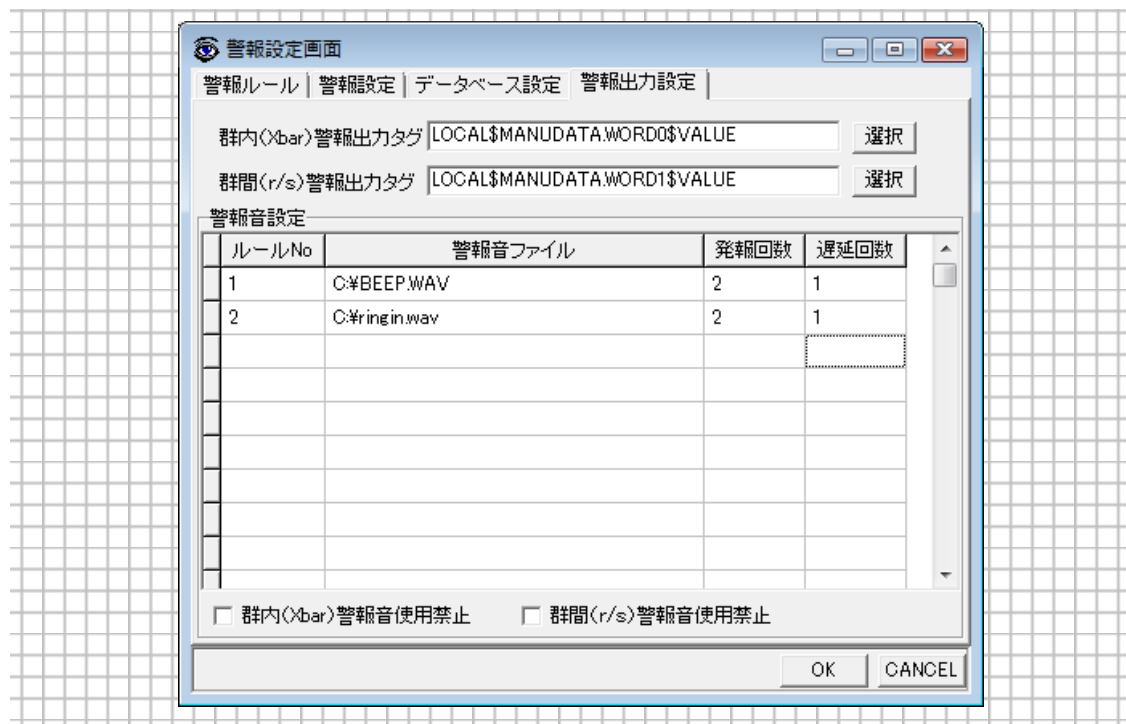 警報設定画面
警報ルール 警報設定 データベース設定 警報出力設定
群内(Xbar)警報出力タグ LOCAL$MANUDATA.WORD0$VALUE 選択
群間(r/s)警報出力タグ LOCAL$MANUDATA.WORD1$VALUE 選択
警報音設定
ルールNo 警報音ファイル 発報回数 遅延回数
1 C:¥BEEP.WAV 2 1
2 C:¥ringin.wav 2 1
群内(Xbar)警報音使用禁止 群間(r/s)警報音使用禁止
OK CANCEL